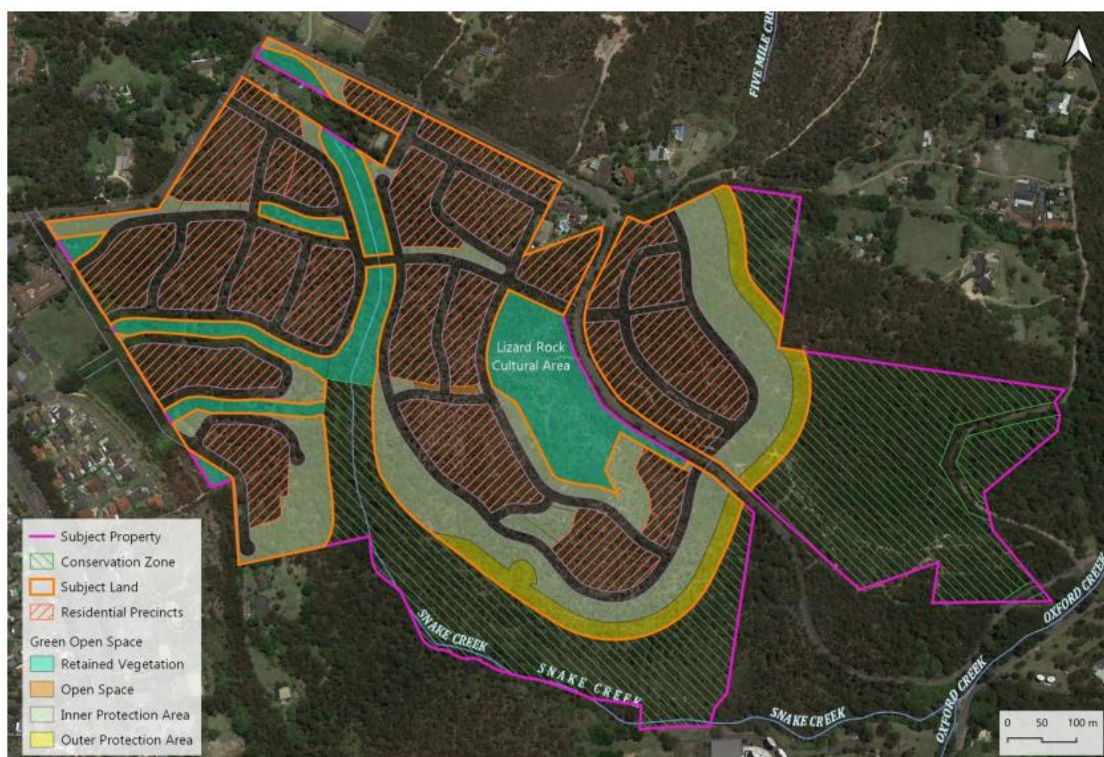 FIVE MILE CREE
Lizard Rock
Cultural Area
Subject Property
Conservation Zone
Subject Land
Residential Precincts
Green Open Space
Retained Vegetation
Open Space
Inner Protection Area
Outer Protection Area
SNAKE CREEK
SNAKE CREEK
SNAKE CREEK
OXFORD CREEK
OXFORD CREEK
0 50 100 m